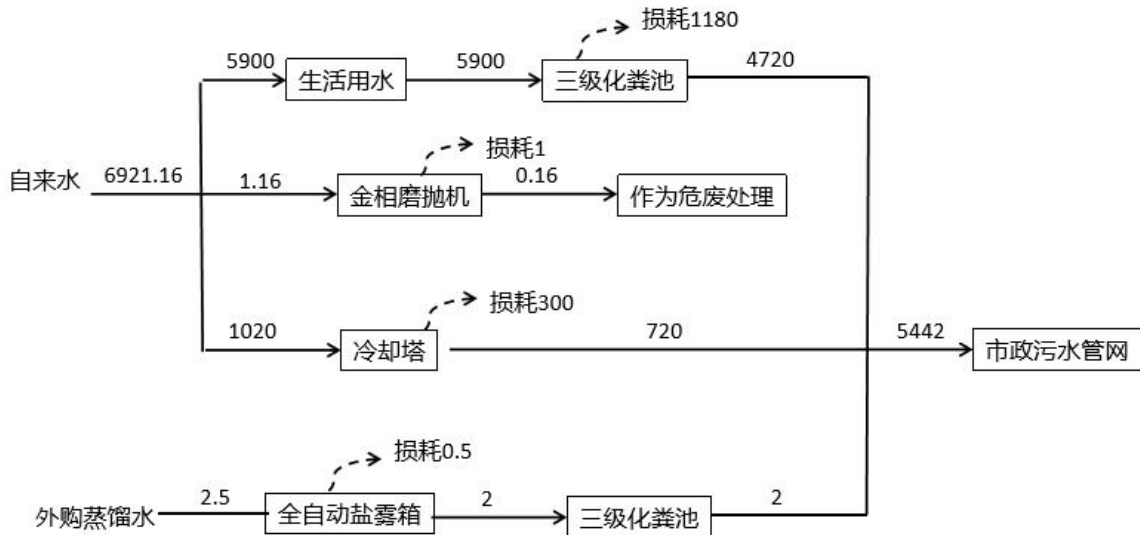 损耗1180
5900
生活用水
5900
三级化粪池
4720
自来水
6921.16
1.16
金相磨抛机
损耗1
0.16
作为危废处理
损耗300
1020
冷却塔
720
5442
市政污水管网
损耗0.5
外购蒸馏水
2.5
全自动盐雾箱
2
三级化粪池
2